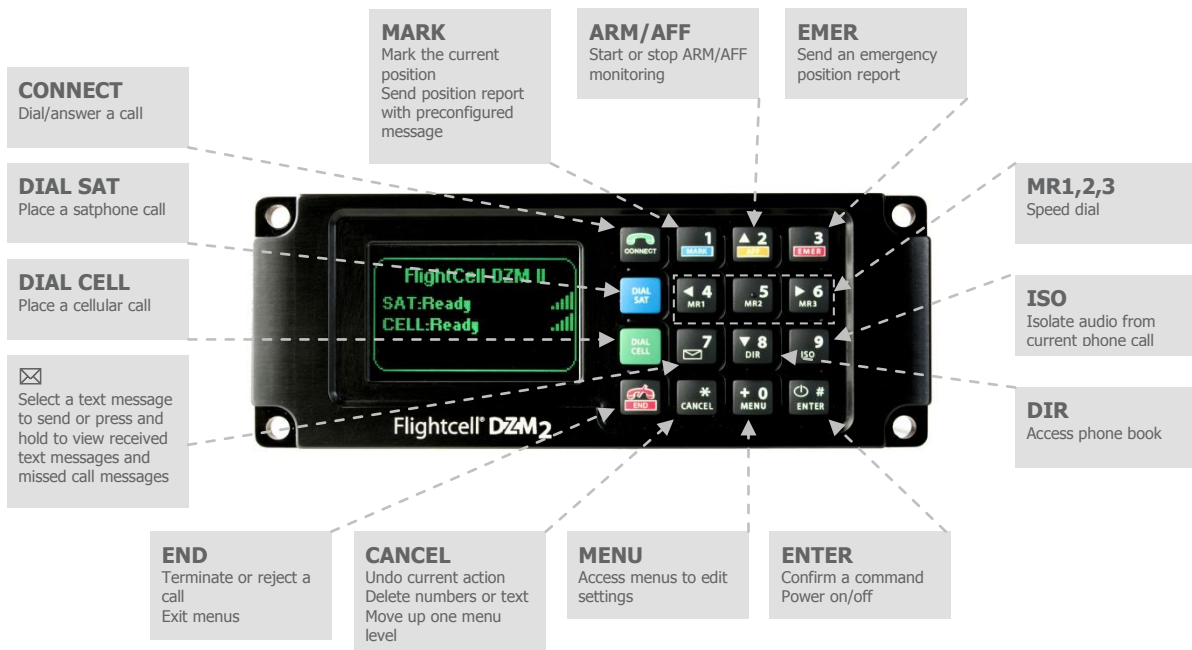 MARK
Mark the current
position
Send position report
with preconfigured
message
ARM/AFF
Start or stop ARM/AFF
monitoring
EMER
Send an emergency
position report
CONNECT
Dial/answer a call
DIAL SAT
Place a satphone call
DIAL CELL
Place a cellular call
✉
Select a text message
to send or press and
hold to view received
text messages and
missed call messages
MR1,2,3
Speed dial
ISO
Isolate audio from
current phone call
DIR
Access phone book
FlightCell DZM II
SAT:Ready
CELL:Ready
CONNECT
1
MARK
▲ 2
AFF
3
EMER
DIAL
SAT
◄ 4
MR1
5
MR2
► 6
MR3
DIAL
CELL
7
✉
▼ 8
DIR
9
ISO
END
*
CANCEL
+ 0
MENU
⏻ #
ENTER
Flightcell® DZM2
END
Terminate or reject a
call
Exit menus
CANCEL
Undo current action
Delete numbers or text
Move up one menu
level
MENU
Access menus to edit
settings
ENTER
Confirm a command
Power on/off